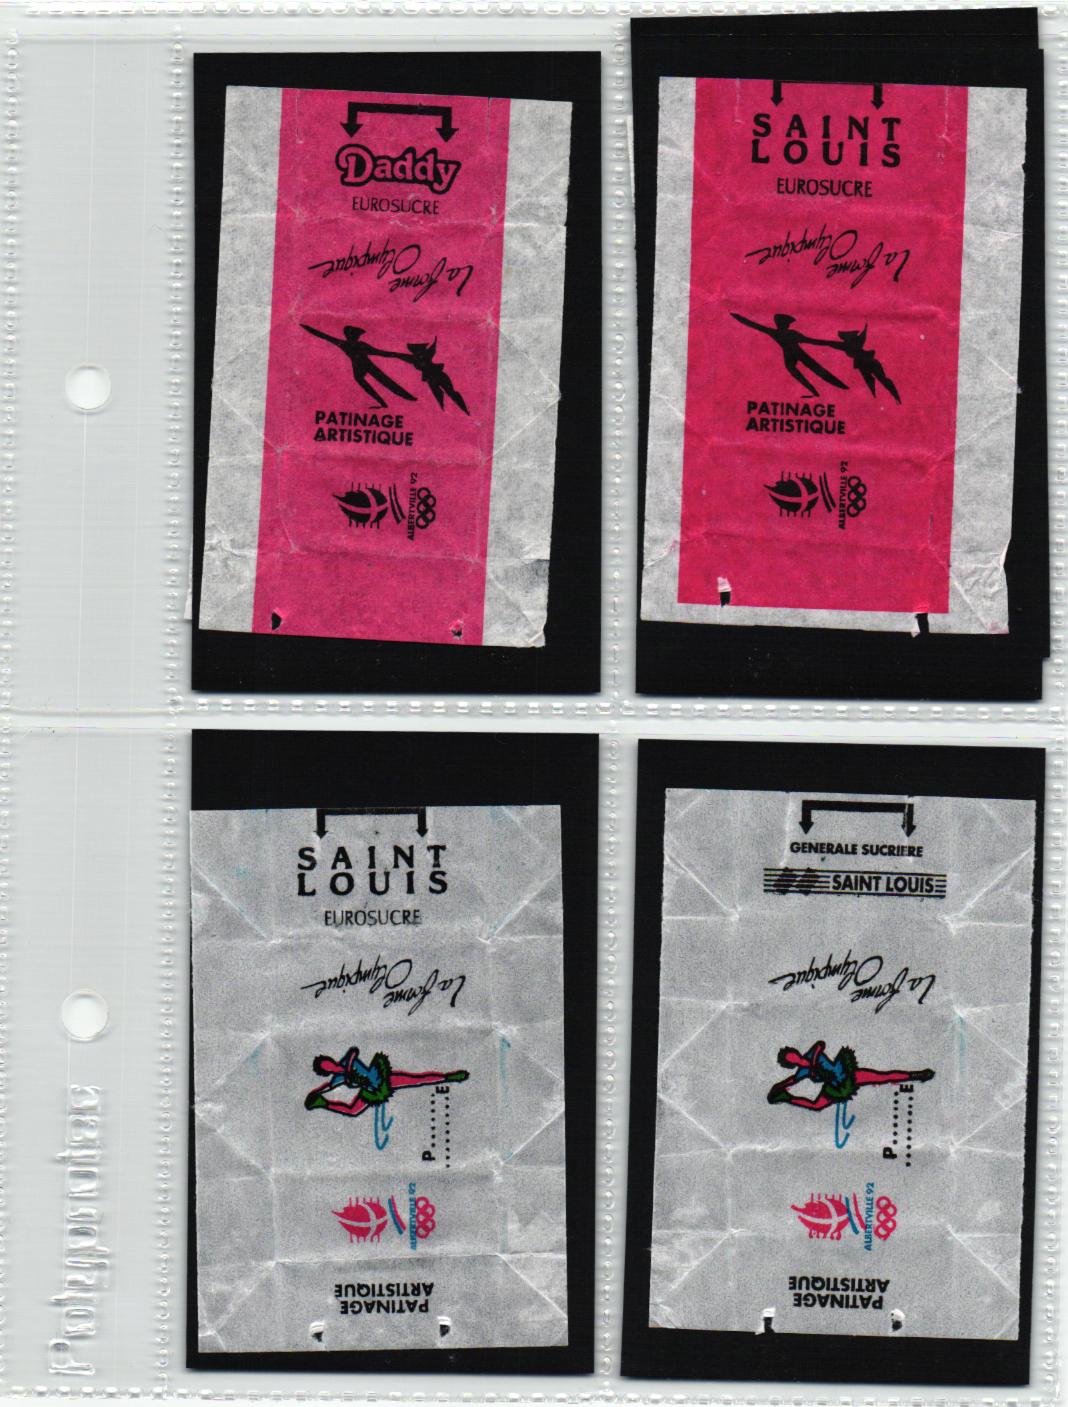 Daddy
EUROSUCRE
La forme
Olympique
PATINAGE
ARTISTIQUE
ALBERTVILLE 92
SAINT
LOUIS
EUROSUCRE
La forme
Olympique
PATINAGE
ARTISTIQUE
ALBERTVILLE 92
SAINT
LOUIS
EUROSUCRE
La forme
Olympique
P........
.........E
ALBERTVILLE 92
PATINAGE
ARTISTIQUE
GENERALE SUCRIERE
SAINT LOUIS
La forme
Olympique
P........
.........E
ALBERTVILLE 92
PATINAGE
ARTISTIQUE